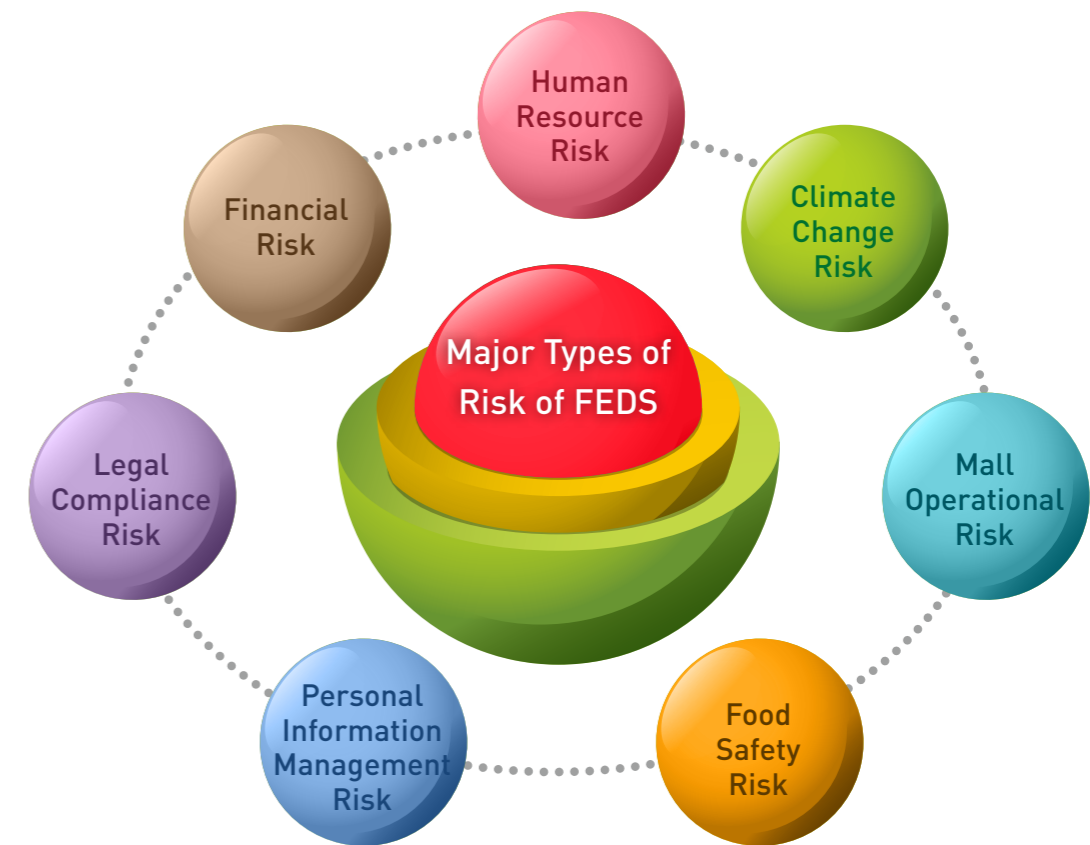 Human
Resource
Risk
Climate
Change
Risk
Financial
Risk
Major Types of
Risk of FEDS
Legal
Compliance
Risk
Mall
Operational
Risk
Personal
Information
Management
Risk
Food
Safety
Risk